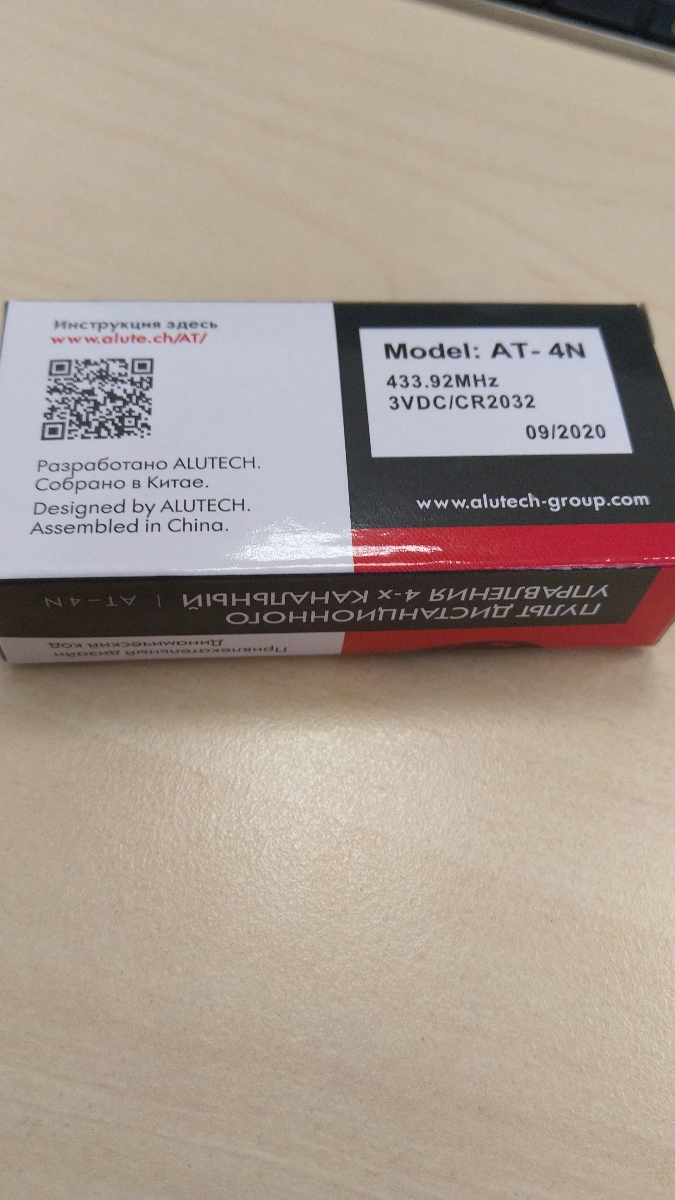 Инструкция здесь
www.alute.ch/AT/
Разработано ALUTECH.
Собрано в Китае.
Designed by ALUTECH.
Assembled in China.
Model: AT- 4N
433.92MHz
3VDC/CR2032
09/2020
www.alutech-group.com
ПУЛЬТ ДИСТАНЦИОННОГО
УПРАВЛЕНИЯ 4-х КАНАЛЬНЫЙ | AT-4N
Привлекательный дизайн
Динамический код